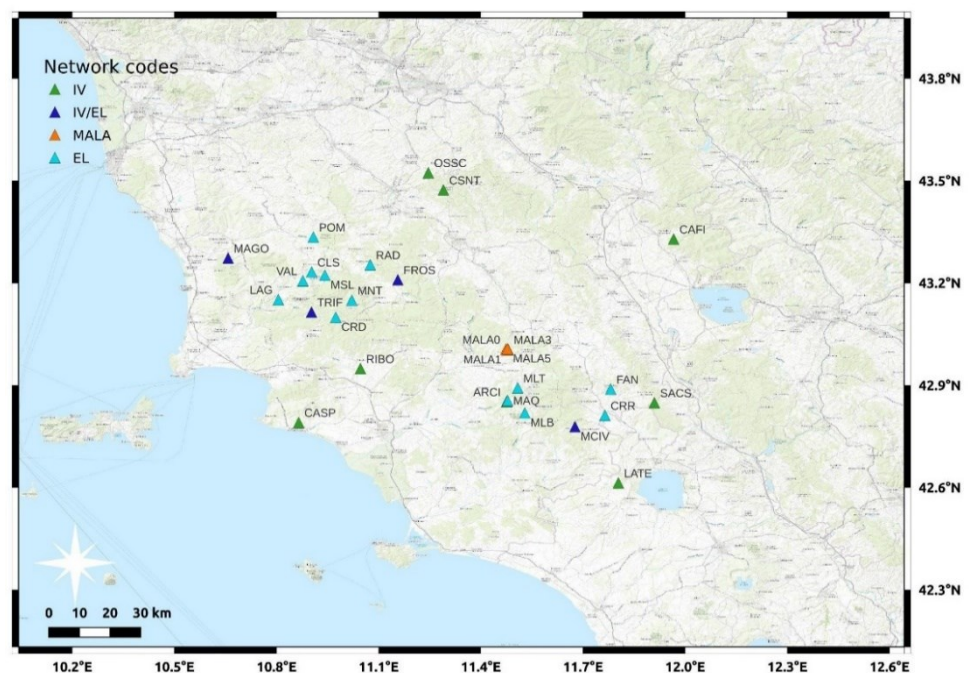 Network codes
IV
IV/EL
MALA
EL
43.8°N
43.5°N
43.2°N
42.9°N
42.6°N
42.3°N
OSSC
CSNT
POM
CAFI
MAGO
RAD
CLS
VAL
FROS
MSL
LAG
MNT
TRIF
CRD
MALA0 MALA3
MALA1 MALA5
RIBO
MLT
FAN
ARCI
MAQ
SACS
CRR
CASP
MLB
MCIV
LATE
0 10 20 30 km
10.2°E 10.5°E 10.8°E 11.1°E 11.4°E 11.7°E 12.0°E 12.3°E 12.6°E